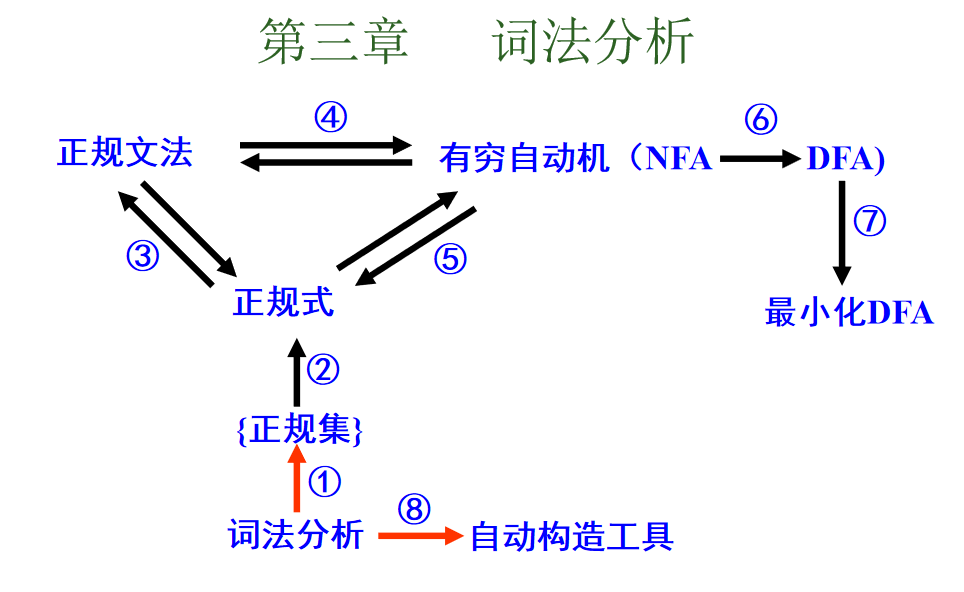 第三章 词法分析
④ ⑥
正规文法 有穷自动机（NFA DFA)
③ ⑤ ⑦
正规式 最小化DFA
②
{正规集}
①
⑧
词法分析 自动构造工具